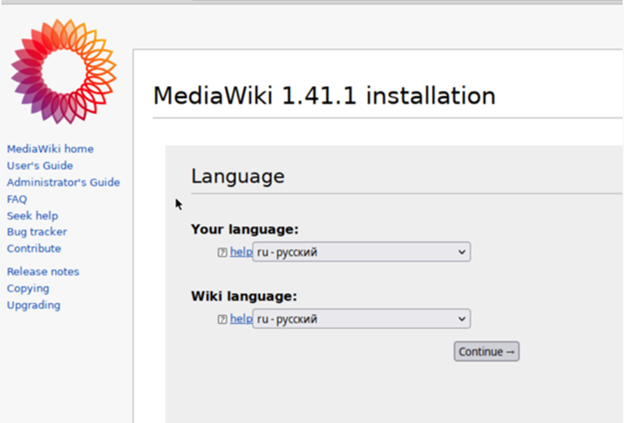 MediaWiki 1.41.1 installation
MediaWiki home
User's Guide
Administrator's Guide
FAQ
Seek help
Bug tracker
Contribute
Release notes
Copying
Upgrading
Language
Your language:
help ru - русский
Wiki language:
help ru - русский
Continue →